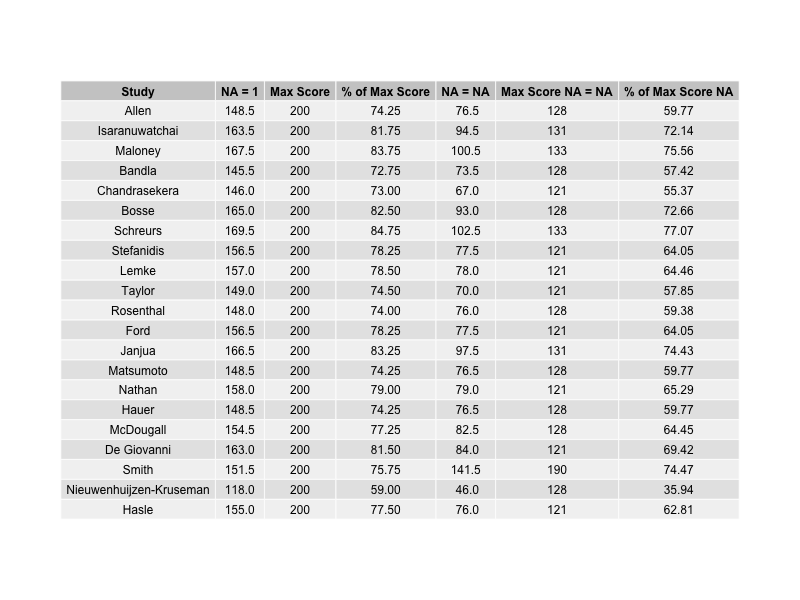 Study NA = 1 Max Score % of Max Score NA = NA Max Score NA = NA % of Max Score NA
Allen 148.5 200 74.25 76.5 128 59.77
Isaranuwatchai 163.5 200 81.75 94.5 131 72.14
Maloney 167.5 200 83.75 100.5 133 75.56
Bandla 145.5 200 72.75 73.5 128 57.42
Chandrasekera 146.0 200 73.00 67.0 121 55.37
Bosse 165.0 200 82.50 93.0 128 72.66
Schreurs 169.5 200 84.75 102.5 133 77.07
Stefanidis 156.5 200 78.25 77.5 121 64.05
Lemke 157.0 200 78.50 78.0 121 64.46
Taylor 149.0 200 74.50 70.0 121 57.85
Rosenthal 148.0 200 74.00 76.0 128 59.38
Ford 156.5 200 78.25 77.5 121 64.05
Janjua 166.5 200 83.25 97.5 131 74.43
Matsumoto 148.5 200 74.25 76.5 128 59.77
Nathan 158.0 200 79.00 79.0 121 65.29
Hauer 148.5 200 74.25 76.5 128 59.77
McDougall 154.5 200 77.25 82.5 128 64.45
De Giovanni 163.0 200 81.50 84.0 121 69.42
Smith 151.5 200 75.75 141.5 190 74.47
Nieuwenhuijzen-Kruseman 118.0 200 59.00 46.0 128 35.94
Hasle 155.0 200 77.50 76.0 121 62.81